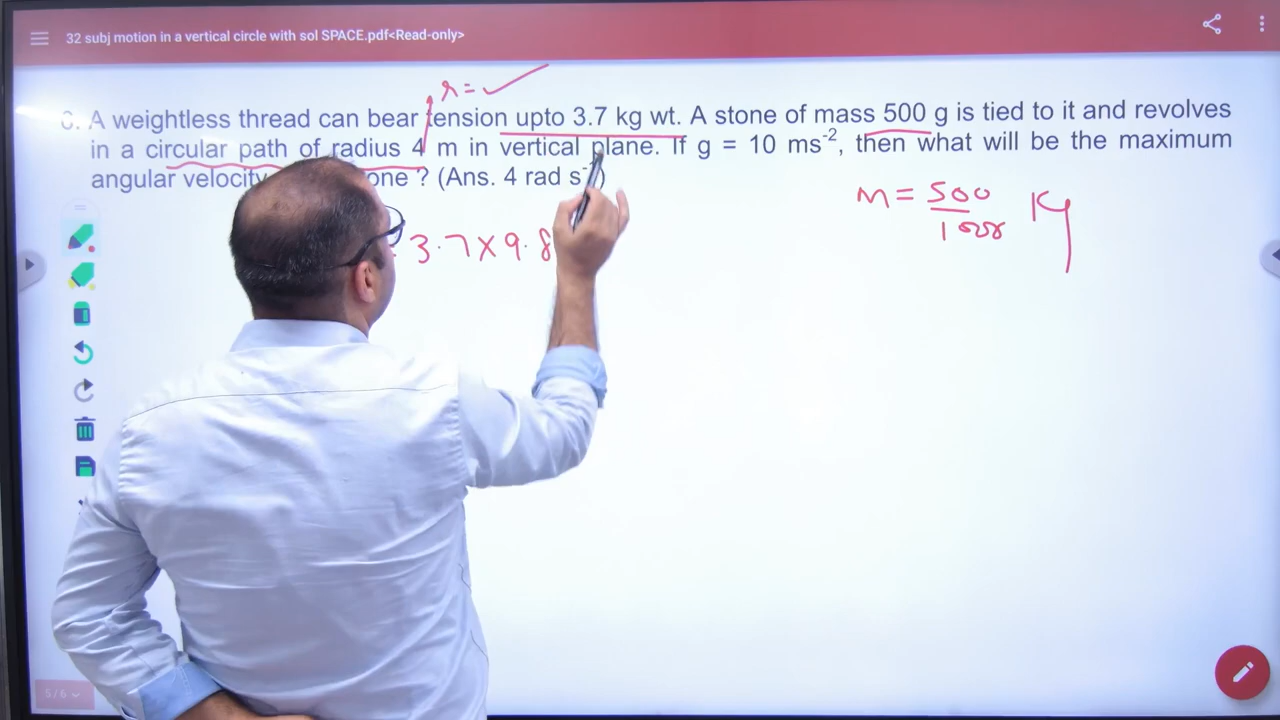 32 subj motion in a vertical circle with sol SPACE.pdf<Read-only>
r =
A weightless thread can bear tension upto 3.7 kg wt. A stone of mass 500 g is tied to it and revolves
in a circular path of radius 4 m in vertical plane. If g = 10 ms-2, then what will be the maximum
angular velocity one ? (Ans. 4 rad s-1)
m = 500
1000
Kg
3.7 × 9.8
5/6